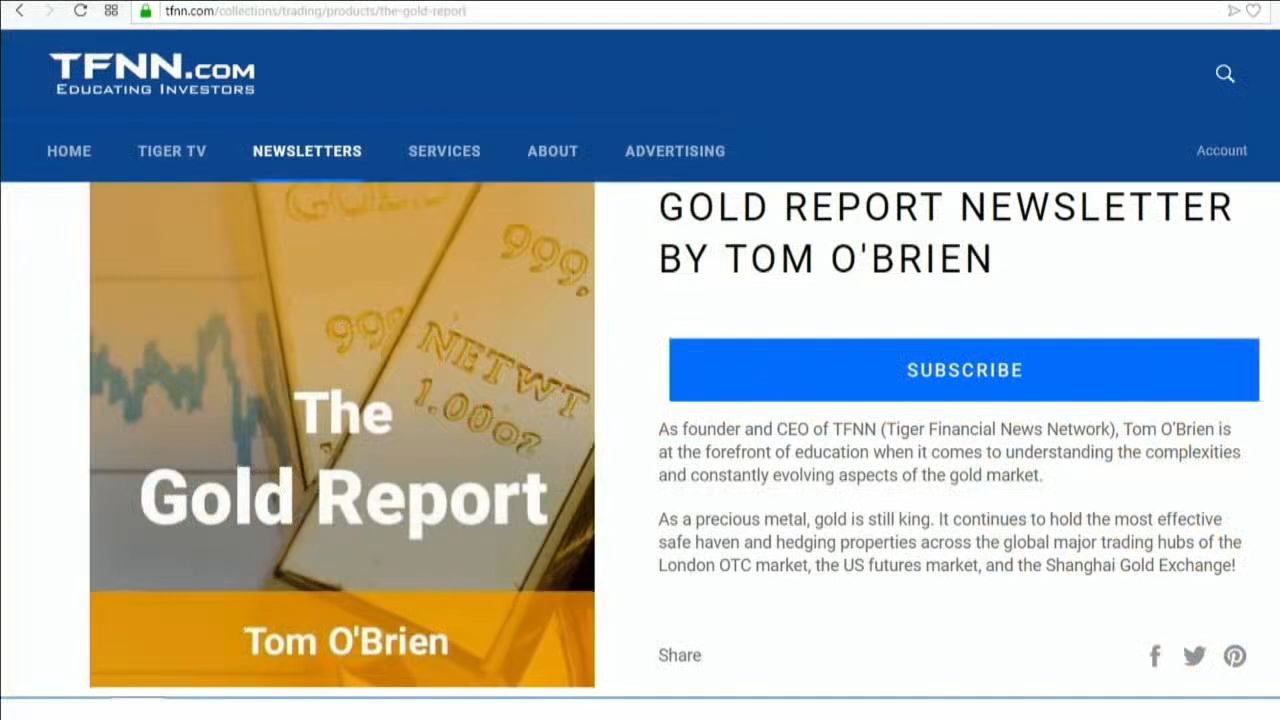 tfnn.com/collections/trading/products/the-gold-report
TFNN.COM
EDUCATING INVESTORS
HOME TIGER TV NEWSLETTERS SERVICES ABOUT ADVERTISING Account
GOLD
999.
999
NETWT
1.00oz
The
Gold Report
Tom O'Brien
GOLD REPORT NEWSLETTER
BY TOM O'BRIEN
SUBSCRIBE
As founder and CEO of TFNN (Tiger Financial News Network), Tom O'Brien is
at the forefront of education when it comes to understanding the complexities
and constantly evolving aspects of the gold market.
As a precious metal, gold is still king. It continues to hold the most effective
safe haven and hedging properties across the global major trading hubs of the
London OTC market, the US futures market, and the Shanghai Gold Exchange!
Share